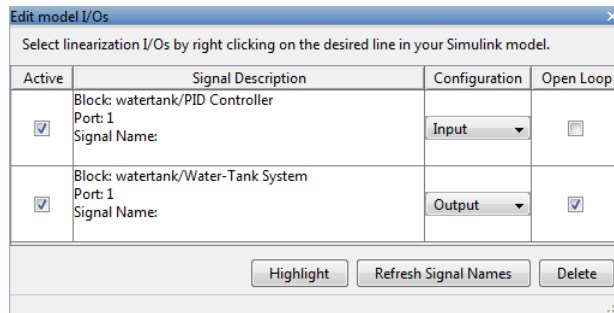 Edit model I/Os
Select linearization I/Os by right clicking on the desired line in your Simulink model.
Active Signal Description Configuration Open Loop
Block: watertank/PID Controller
Port: 1
Signal Name:
Input
Block: watertank/Water-Tank System
Port: 1
Signal Name:
Output
Highlight Refresh Signal Names Delete